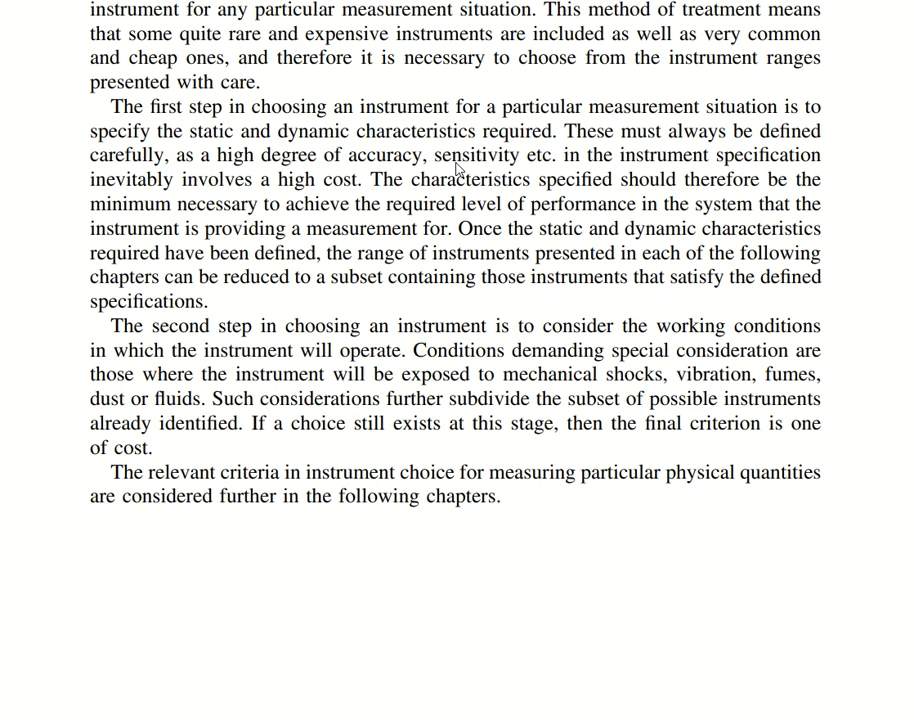 instrument for any particular measurement situation. This method of treatment means
that some quite rare and expensive instruments are included as well as very common
and cheap ones, and therefore it is necessary to choose from the instrument ranges
presented with care.
The first step in choosing an instrument for a particular measurement situation is to
specify the static and dynamic characteristics required. These must always be defined
carefully, as a high degree of accuracy, sensitivity etc. in the instrument specification
inevitably involves a high cost. The characteristics specified should therefore be the
minimum necessary to achieve the required level of performance in the system that the
instrument is providing a measurement for. Once the static and dynamic characteristics
required have been defined, the range of instruments presented in each of the following
chapters can be reduced to a subset containing those instruments that satisfy the defined
specifications.
The second step in choosing an instrument is to consider the working conditions
in which the instrument will operate. Conditions demanding special consideration are
those where the instrument will be exposed to mechanical shocks, vibration, fumes,
dust or fluids. Such considerations further subdivide the subset of possible instruments
already identified. If a choice still exists at this stage, then the final criterion is one
of cost.
The relevant criteria in instrument choice for measuring particular physical quantities
are considered further in the following chapters.